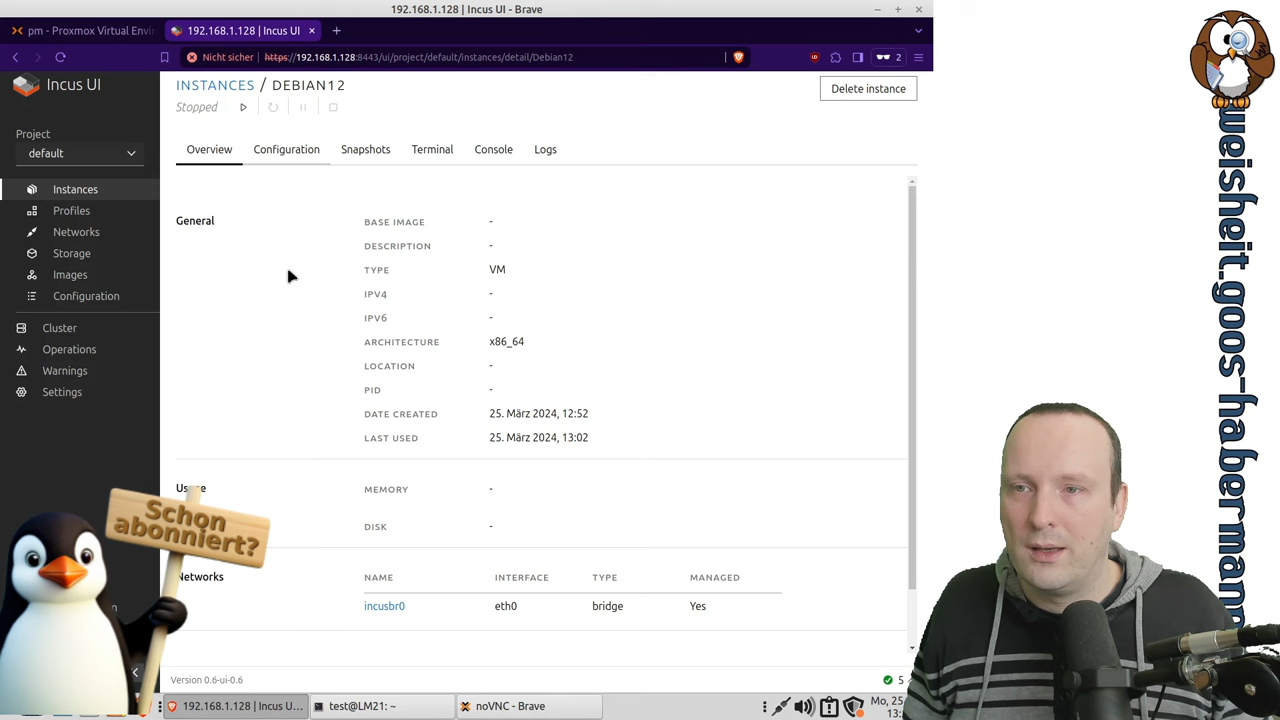 192.168.1.128 | Incus UI - Brave
pm - Proxmox Virtual Envi
192.168.1.128 | Incus UI
Nicht sicher https://192.168.1.128:8443/ui/project/default/instances/detail/Debian12
2
Incus UI
INSTANCES / DEBIAN12
Delete instance
Stopped
Project
default
Overview Configuration Snapshots Terminal Console Logs
Instances
Profiles
Networks
Storage
Images
Configuration
Cluster
Operations
Warnings
Settings
General
BASE IMAGE -
DESCRIPTION -
TYPE VM
IPV4 -
IPV6 -
ARCHITECTURE x86_64
LOCATION -
PID -
DATE CREATED 25. März 2024, 12:52
LAST USED 25. März 2024, 13:02
MEMORY -
DISK -
Networks
NAME INTERFACE TYPE MANAGED
incusbr0 eth0 bridge Yes
Version 0.6-ui-0.6
5
Schon
abonniert?
192.168.1.128 | Incus U...
test@LM21: ~
noVNC - Brave
Mo, 25
weisheit.goos-habermann